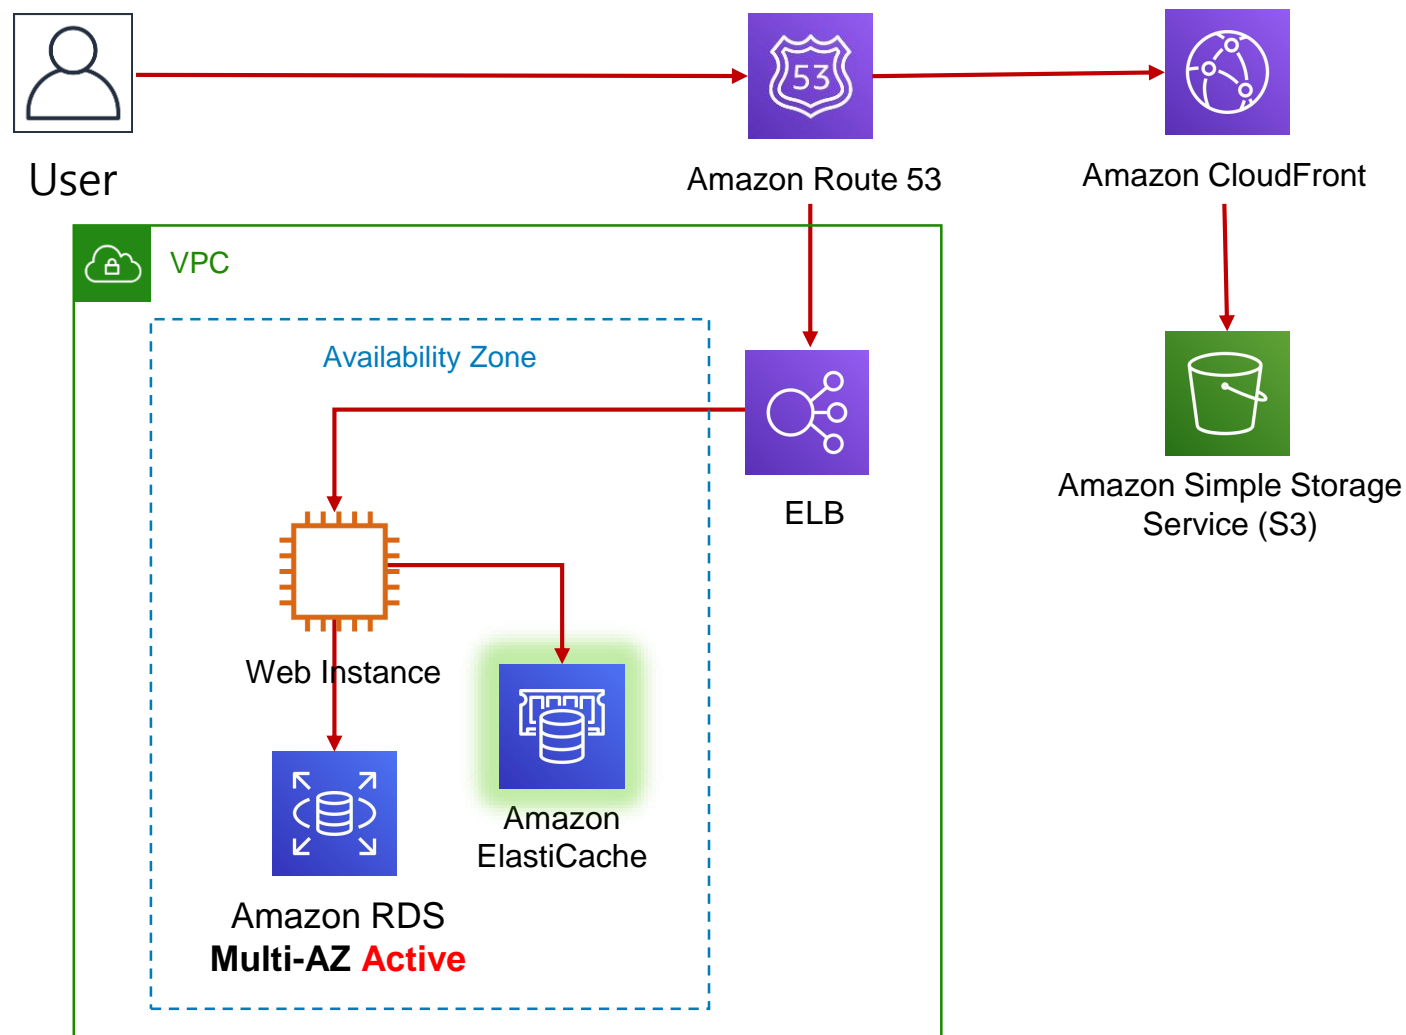 53
User
Amazon Route 53
Amazon CloudFront
VPC
Availability Zone
ELB
Amazon Simple Storage
Service (S3)
Web Instance
Amazon
ElastiCache
Amazon RDS
Multi-AZ Active